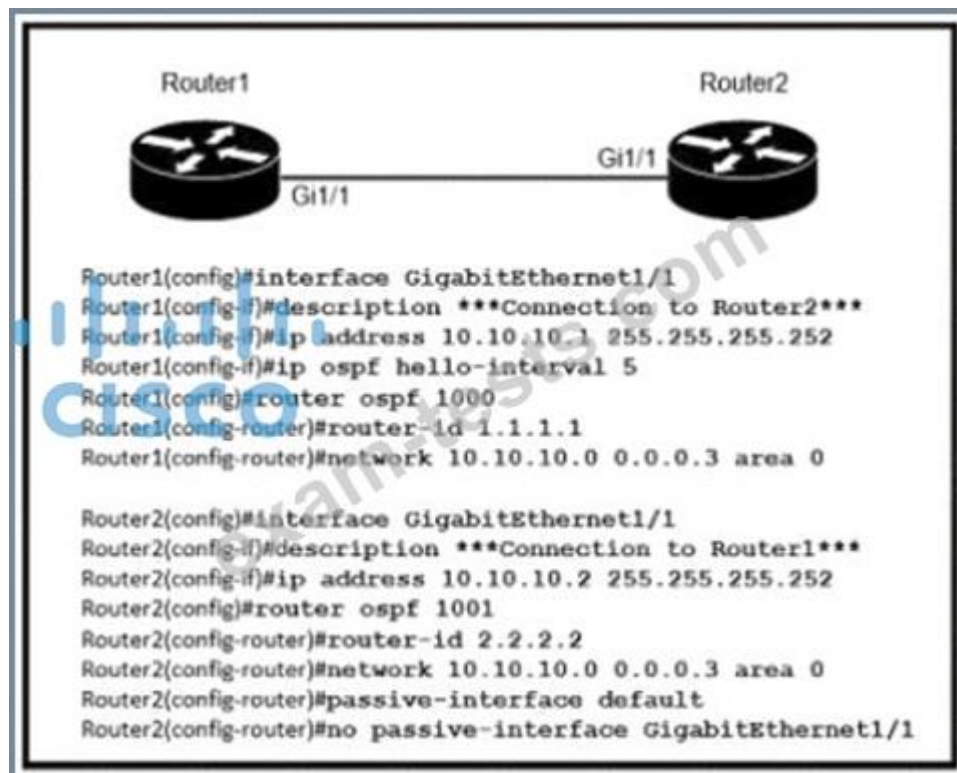 Router1
Router2
Gi1/1
Gi1/1
Router1(config)#interface GigabitEthernet1/1
Router1(config-if)#description ***Connection to Router2***
Router1(config-if)#ip address 10.10.10.1 255.255.255.252
Router1(config-if)#ip ospf hello-interval 5
Router1(config)#router ospf 1000
Router1(config-router)#router-id 1.1.1.1
Router1(config-router)#network 10.10.10.0 0.0.0.3 area 0
Router2(config)#interface GigabitEthernet1/1
Router2(config-if)#description ***Connection to Router1***
Router2(config-if)#ip address 10.10.10.2 255.255.255.252
Router2(config)#router ospf 1001
Router2(config-router)#router-id 2.2.2.2
Router2(config-router)#network 10.10.10.0 0.0.0.3 area 0
Router2(config-router)#passive-interface default
Router2(config-router)#no passive-interface GigabitEthernet1/1
CISCO
exam-tests.com